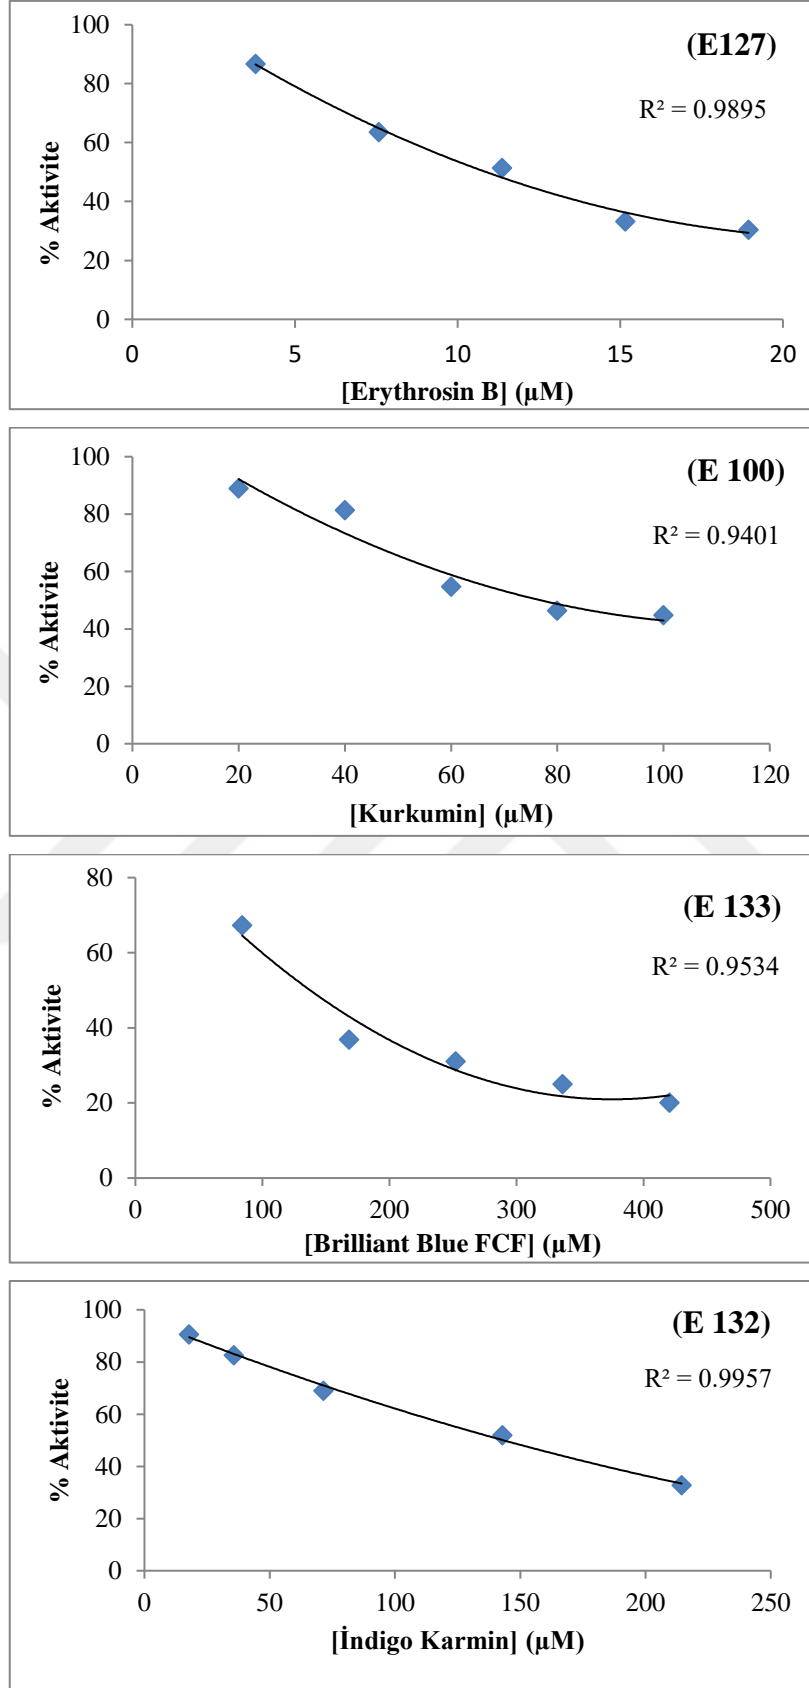 (E127)
R² = 0.9895
% Aktivite
100
80
60
40
20
0
0 5 10 15 20
[Erythrosin B] (µM)
(E 100)
R² = 0.9401
% Aktivite
100
80
60
40
20
0
0 20 40 60 80 100 120
[Kurkumin] (µM)
(E 133)
R² = 0.9534
% Aktivite
80
60
40
20
0
0 100 200 300 400 500
[Brilliant Blue FCF] (µM)
(E 132)
R² = 0.9957
% Aktivite
100
80
60
40
20
0
0 50 100 150 200 250
[İndigo Karmin] (µM)